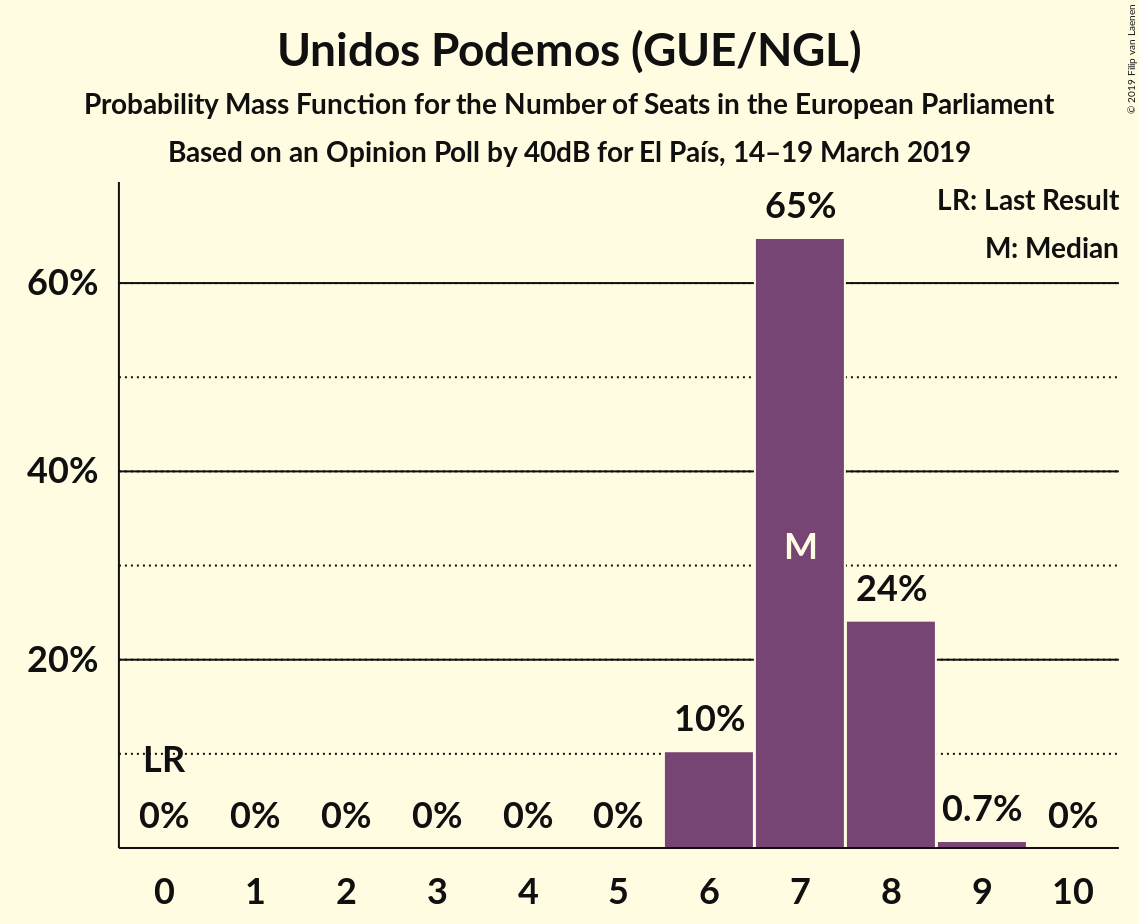 Unidos Podemos (GUE/NGL)
Probability Mass Function for the Number of Seats in the European Parliament
Based on an Opinion Poll by 40dB for El País, 14–19 March 2019
© 2019 Filip van Laenen
LR: Last Result
M: Median
65%
60%
40%
M
24%
20%
10%
LR
0% 0% 0% 0% 0% 0% 0.7% 0%
0 1 2 3 4 5 6 7 8 9 10